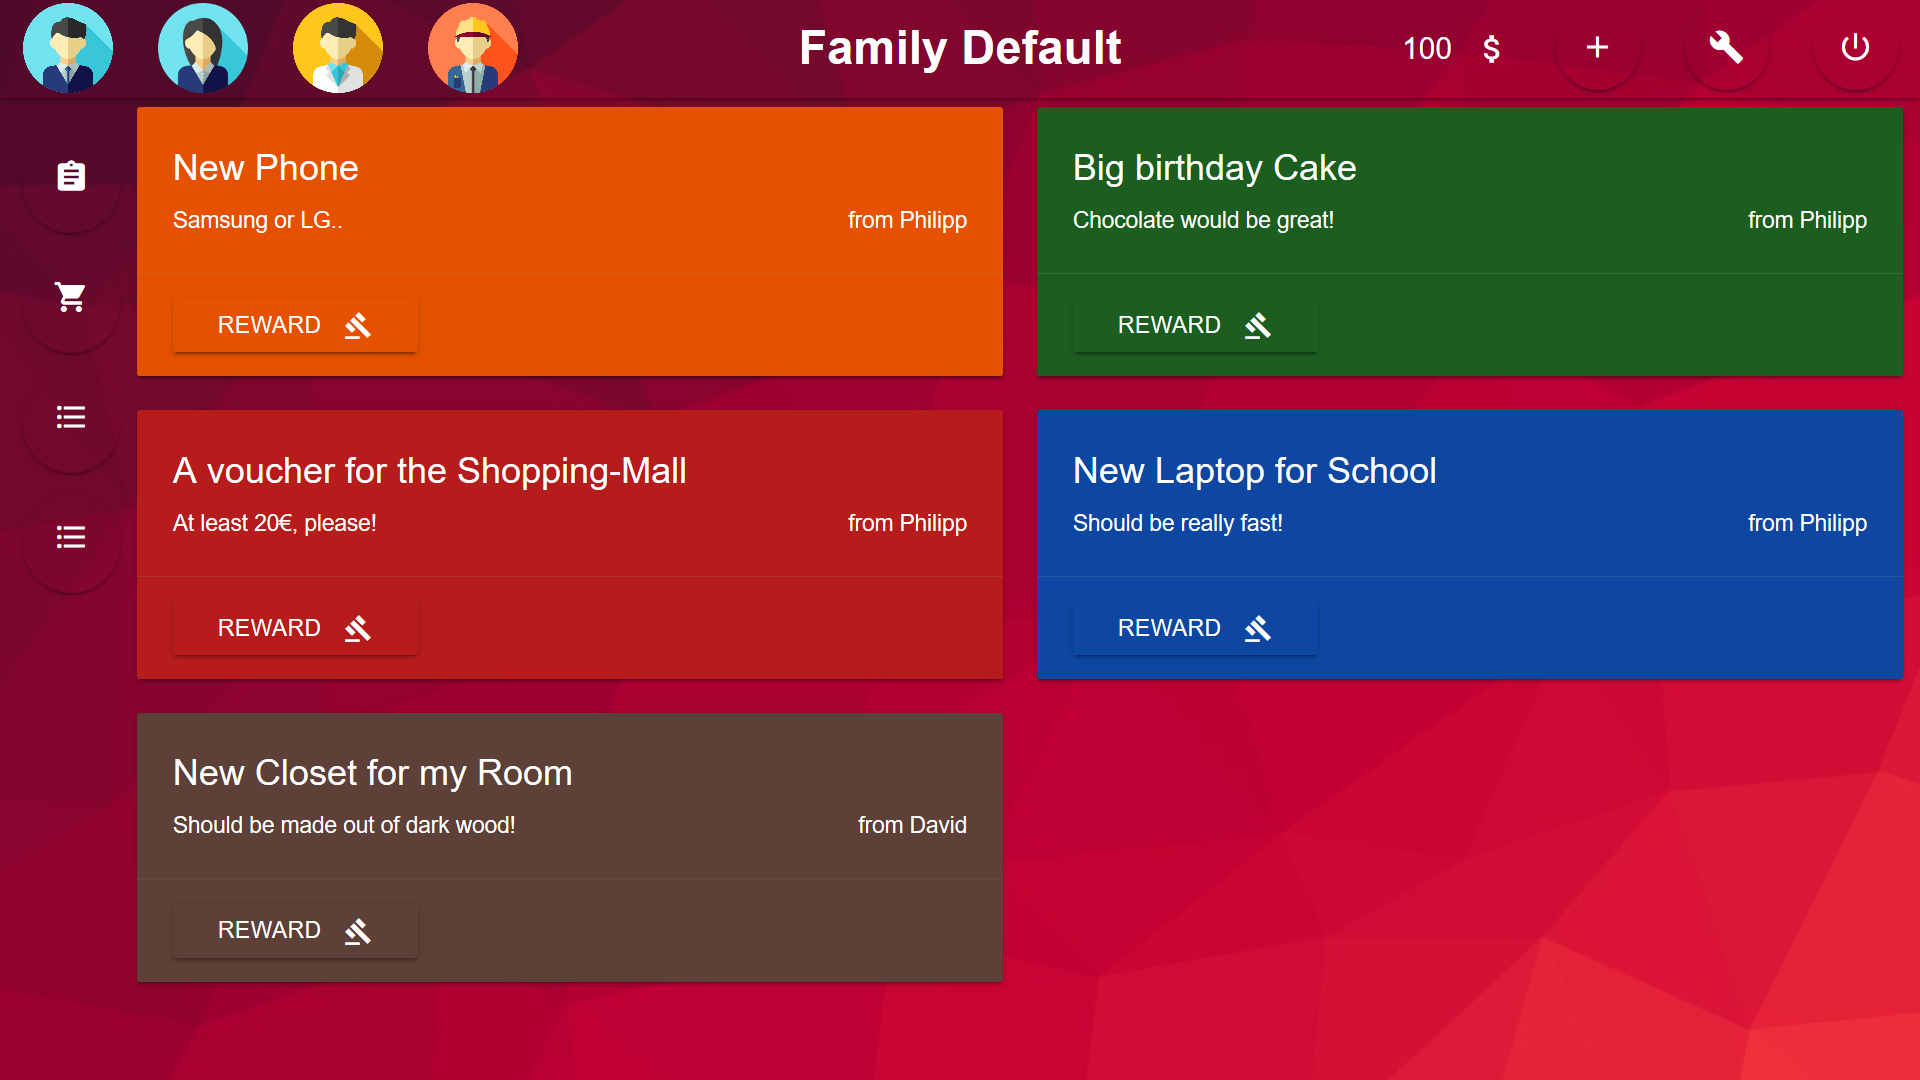 Family Default
100 $
New Phone
Samsung or LG..
from Philipp
REWARD
Big birthday Cake
Chocolate would be great!
from Philipp
REWARD
A voucher for the Shopping-Mall
At least 20€, please!
from Philipp
REWARD
New Laptop for School
Should be really fast!
from Philipp
REWARD
New Closet for my Room
Should be made out of dark wood!
from David
REWARD